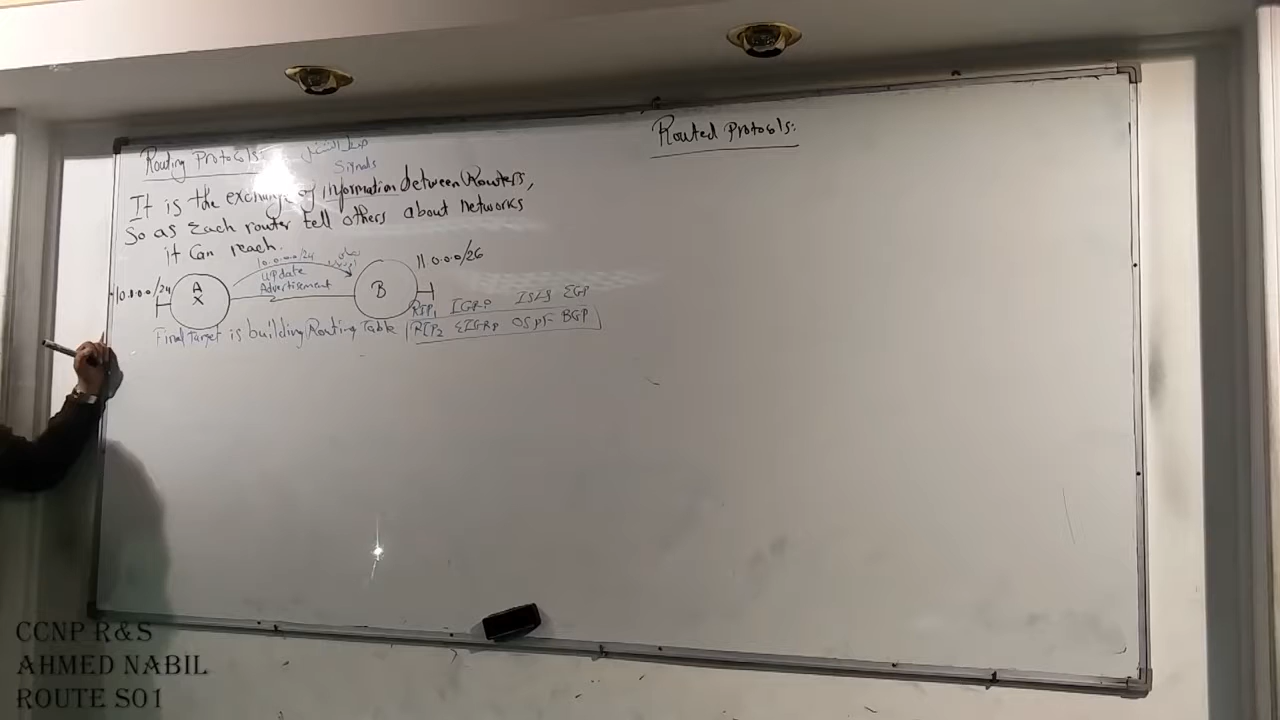 Routing Protocols:
Signals
It is the exchange of information between Routers,
So as Each router tell others about networks
it Can reach.
10.0.0.0/24
A
10.0.0.0/24
Update
Advertisement
B
11.0.0.0/26
RIP1 IGRP ISIS EGP
Final Target is building Routing Table
RIP2 EIGRP OSPF BGP
Routed Protocols:
CCNP R&S
AHMED NABIL
ROUTE S01